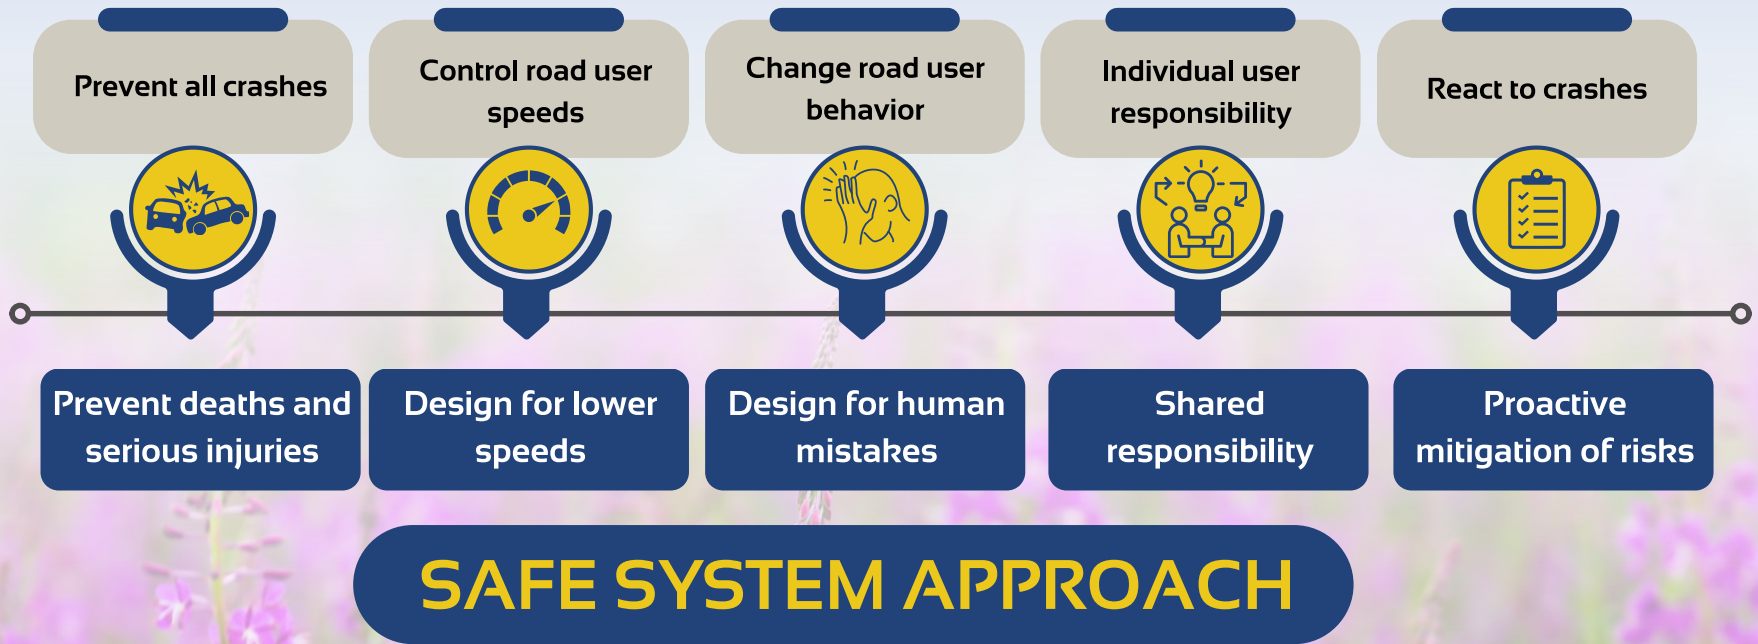 Prevent all crashes
Control road user
speeds
Change road user
behavior
Individual user
responsibility
React to crashes
Prevent deaths and
serious injuries
Design for lower
speeds
Design for human
mistakes
Shared
responsibility
Proactive
mitigation of risks
SAFE SYSTEM APPROACH